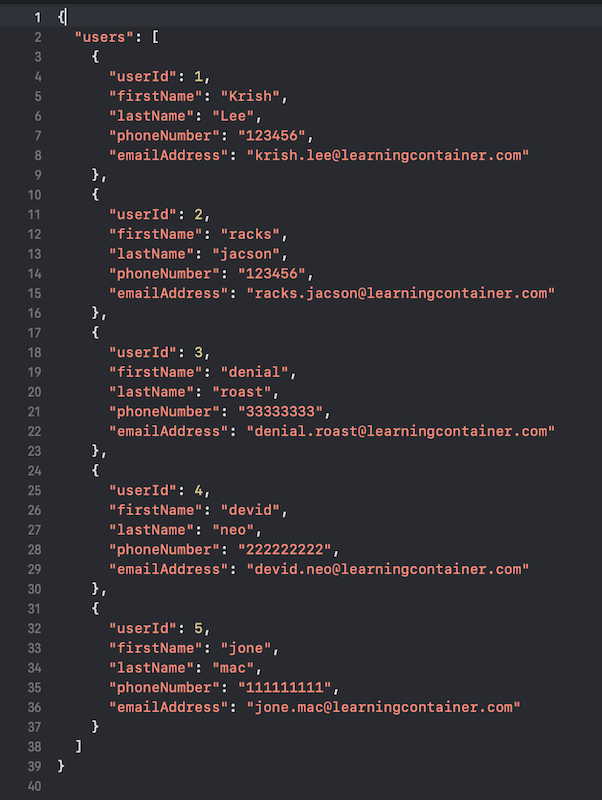 1 {
2   "users": [
3     {
4       "userId": 1,
5       "firstName": "Krish",
6       "lastName": "Lee",
7       "phoneNumber": "123456",
8       "emailAddress": "krish.lee@learningcontainer.com"
9     },
10     {
11       "userId": 2,
12       "firstName": "racks",
13       "lastName": "jacson",
14       "phoneNumber": "123456",
15       "emailAddress": "racks.jacson@learningcontainer.com"
16     },
17     {
18       "userId": 3,
19       "firstName": "denial",
20       "lastName": "roast",
21       "phoneNumber": "33333333",
22       "emailAddress": "denial.roast@learningcontainer.com"
23     },
24     {
25       "userId": 4,
26       "firstName": "devid",
27       "lastName": "neo",
28       "phoneNumber": "222222222",
29       "emailAddress": "devid.neo@learningcontainer.com"
30     },
31     {
32       "userId": 5,
33       "firstName": "jone",
34       "lastName": "mac",
35       "phoneNumber": "111111111",
36       "emailAddress": "jone.mac@learningcontainer.com"
37     }
38   ]
39 }
40